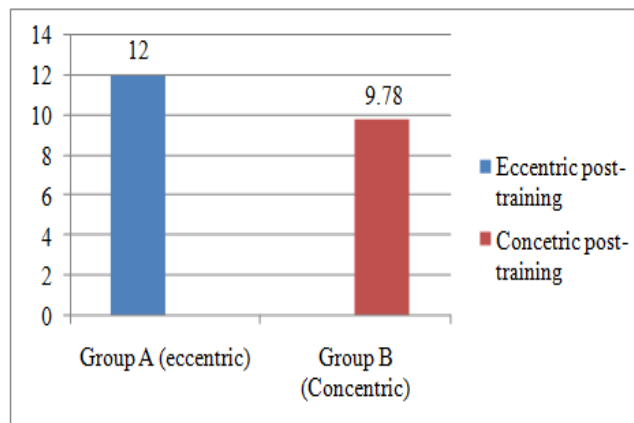 14
12
10
8
6
4
2
0
12
9.78
Group A (eccentric)
Group B
(Concentric)
Eccentric post-
training
Concetric post-
training